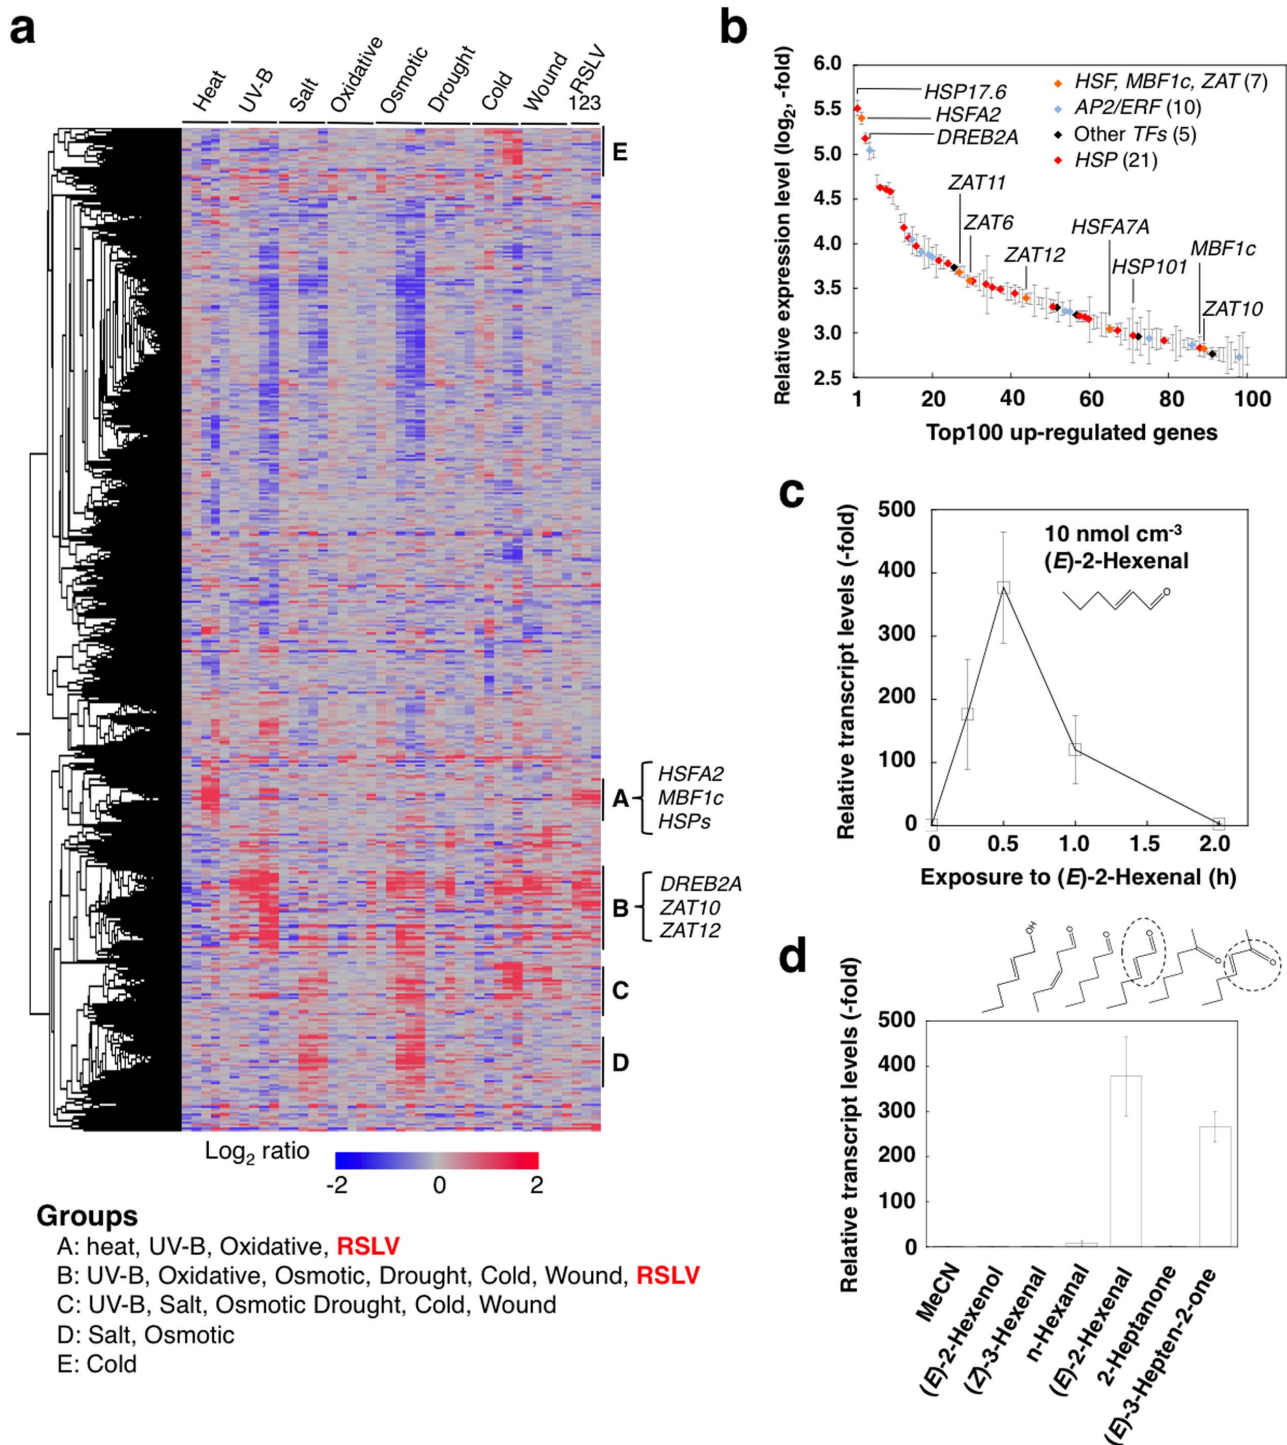 a
Heat
UV-B
Salt
Oxidative
Osmotic
Drought
Cold
Wound
RSLV
123
E
A
HSFA2
MBF1c
HSPs
B
DREB2A
ZAT10
ZAT12
C
D
Log2 ratio
-2 0 2
Groups
A: heat, UV-B, Oxidative, RSLV
B: UV-B, Oxidative, Osmotic, Drought, Cold, Wound, RSLV
C: UV-B, Salt, Osmotic Drought, Cold, Wound
D: Salt, Osmotic
E: Cold
b
Relative expression level (log2, -fold)
6.0
5.5
5.0
4.5
4.0
3.5
3.0
2.5
HSP17.6
HSFA2
DREB2A
ZAT11
ZAT6
ZAT12
HSFA7A
HSP101
MBF1c
ZAT10
HSF, MBF1c, ZAT (7)
AP2/ERF (10)
Other TFs (5)
HSP (21)
1 20 40 60 80 100
Top100 up-regulated genes
c
Relative transcript levels (-fold)
500
400
300
200
100
0
10 nmol cm-3
(E)-2-Hexenal
O
0 0.5 1.0 1.5 2.0
Exposure to (E)-2-Hexenal (h)
d
OH
O
O
O
O
O
Relative transcript levels (-fold)
500
400
300
200
100
0
MeCN
(E)-2-Hexenol
(Z)-3-Hexenal
n-Hexanal
(E)-2-Hexenal
2-Heptanone
(E)-3-Hepten-2-one